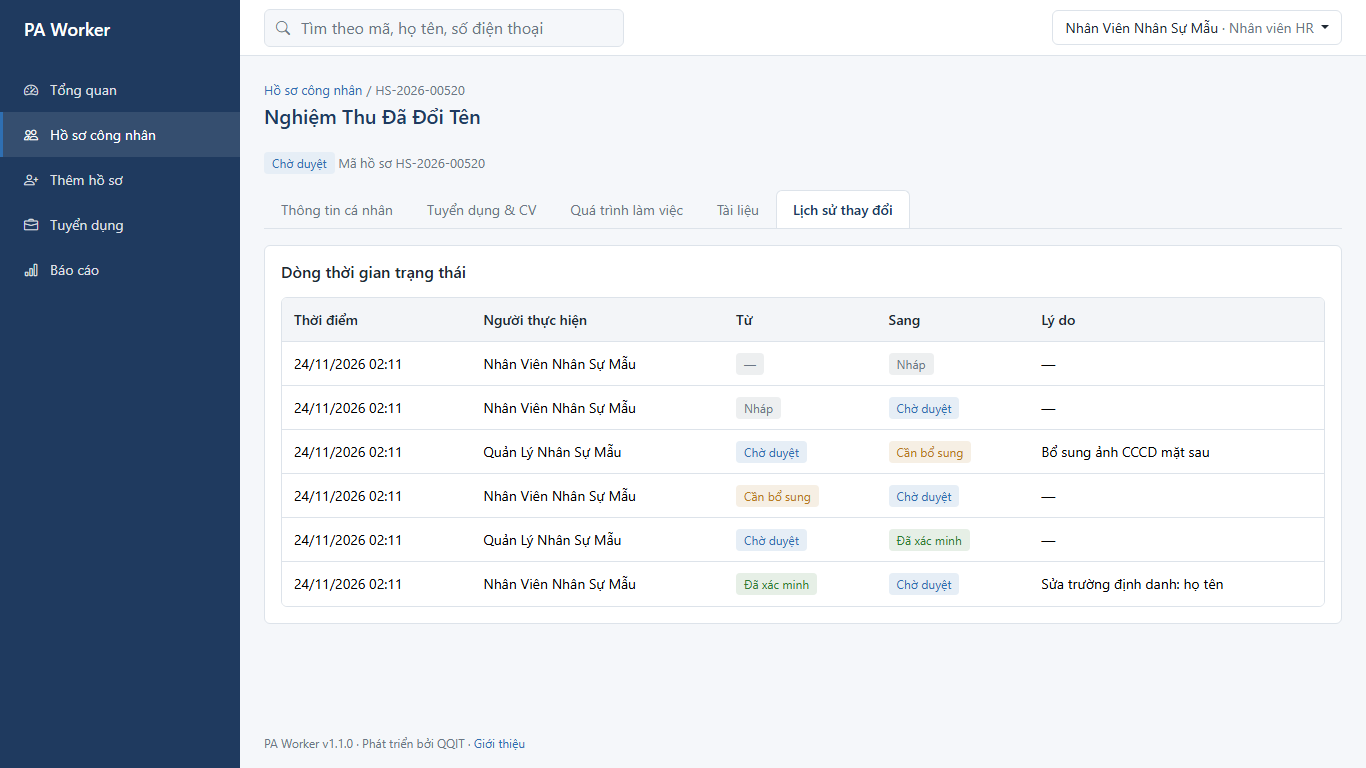 PA Worker
Tìm theo mã, họ tên, số điện thoại
Nhân Viên Nhân Sự Mẫu · Nhân viên HR
Tổng quan
Hồ sơ công nhân
Thêm hồ sơ
Tuyển dụng
Báo cáo
Hồ sơ công nhân / HS-2026-00520
Nghiệm Thu Đã Đổi Tên
Chờ duyệt Mã hồ sơ HS-2026-00520
Thông tin cá nhân Tuyển dụng & CV Quá trình làm việc Tài liệu Lịch sử thay đổi
Dòng thời gian trạng thái
Thời điểm Người thực hiện Từ Sang Lý do
24/11/2026 02:11 Nhân Viên Nhân Sự Mẫu — Nháp —
24/11/2026 02:11 Nhân Viên Nhân Sự Mẫu Nháp Chờ duyệt —
24/11/2026 02:11 Quản Lý Nhân Sự Mẫu Chờ duyệt Cần bổ sung Bổ sung ảnh CCCD mặt sau
24/11/2026 02:11 Nhân Viên Nhân Sự Mẫu Cần bổ sung Chờ duyệt —
24/11/2026 02:11 Quản Lý Nhân Sự Mẫu Chờ duyệt Đã xác minh —
24/11/2026 02:11 Nhân Viên Nhân Sự Mẫu Đã xác minh Chờ duyệt Sửa trường định danh: họ tên
PA Worker v1.1.0 · Phát triển bởi QQIT · Giới thiệu